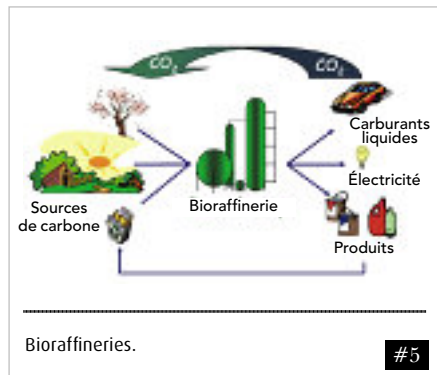 CO2
CO2
Carburants
liquides
Électricité
Bioraffinerie
Sources
de carbone
Produits
Bioraffineries.
#5